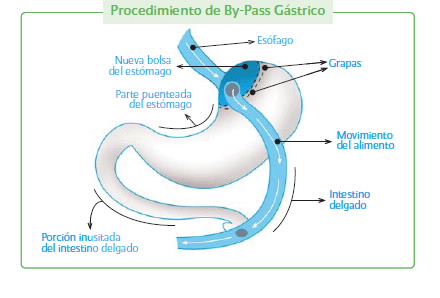 Procedimiento de By-Pass Gástrico
Esófago
Nueva bolsa
del estómago
Grapas
Parte puenteada
del estómago
Movimiento
del alimento
Intestino
delgado
Porción inusitada
del intestino delgado